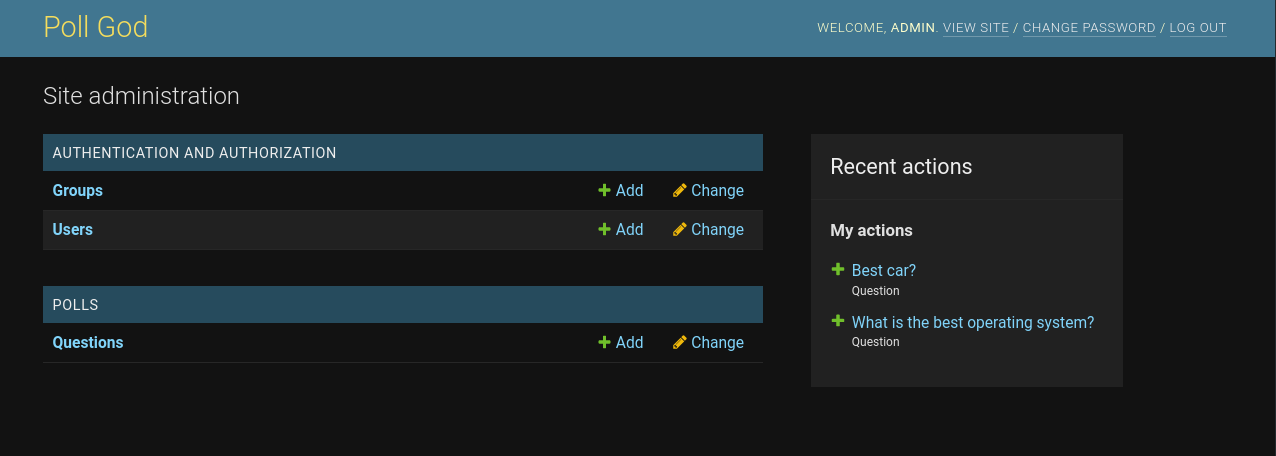 Poll God
WELCOME, ADMIN. VIEW SITE / CHANGE PASSWORD / LOG OUT
Site administration
AUTHENTICATION AND AUTHORIZATION
Groups Add Change
Users Add Change
POLLS
Questions Add Change
Recent actions
My actions
Best car?
Question
What is the best operating system?
Question